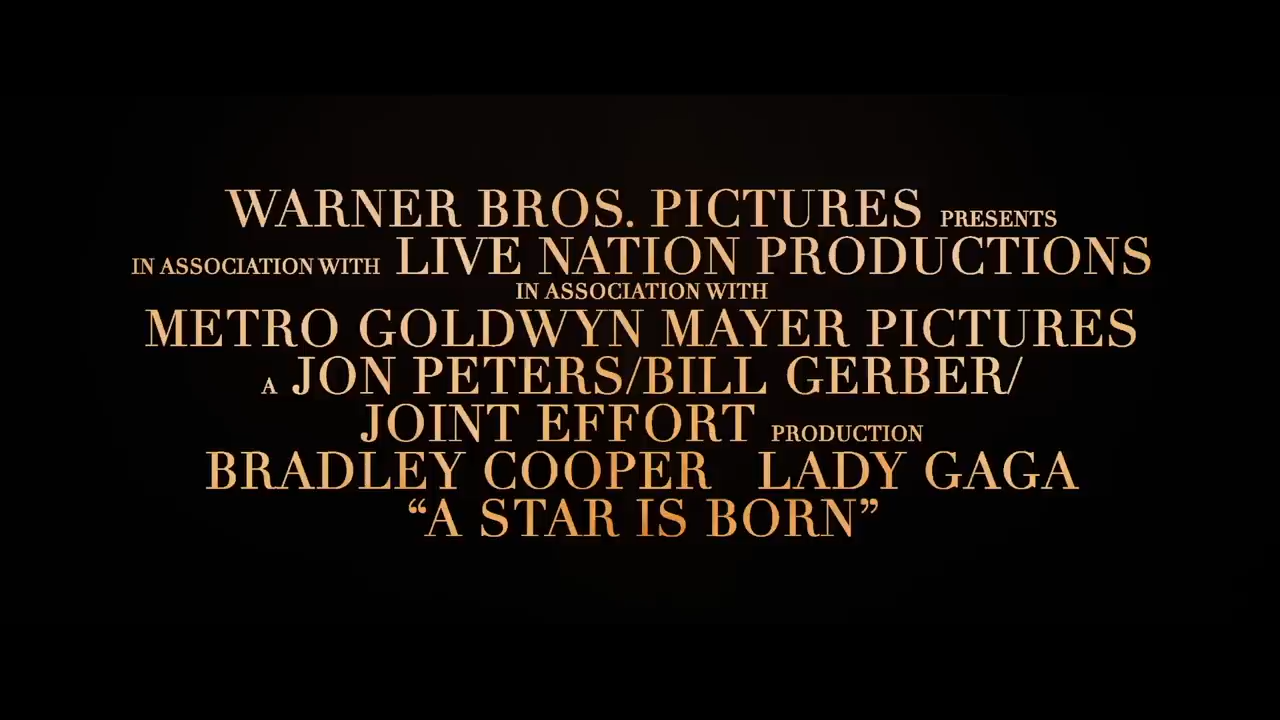 WARNER BROS. PICTURES PRESENTS
IN ASSOCIATION WITH LIVE NATION PRODUCTIONS
IN ASSOCIATION WITH
METRO GOLDWYN MAYER PICTURES
A JON PETERS/BILL GERBER/
JOINT EFFORT PRODUCTION
BRADLEY COOPER LADY GAGA
“A STAR IS BORN”